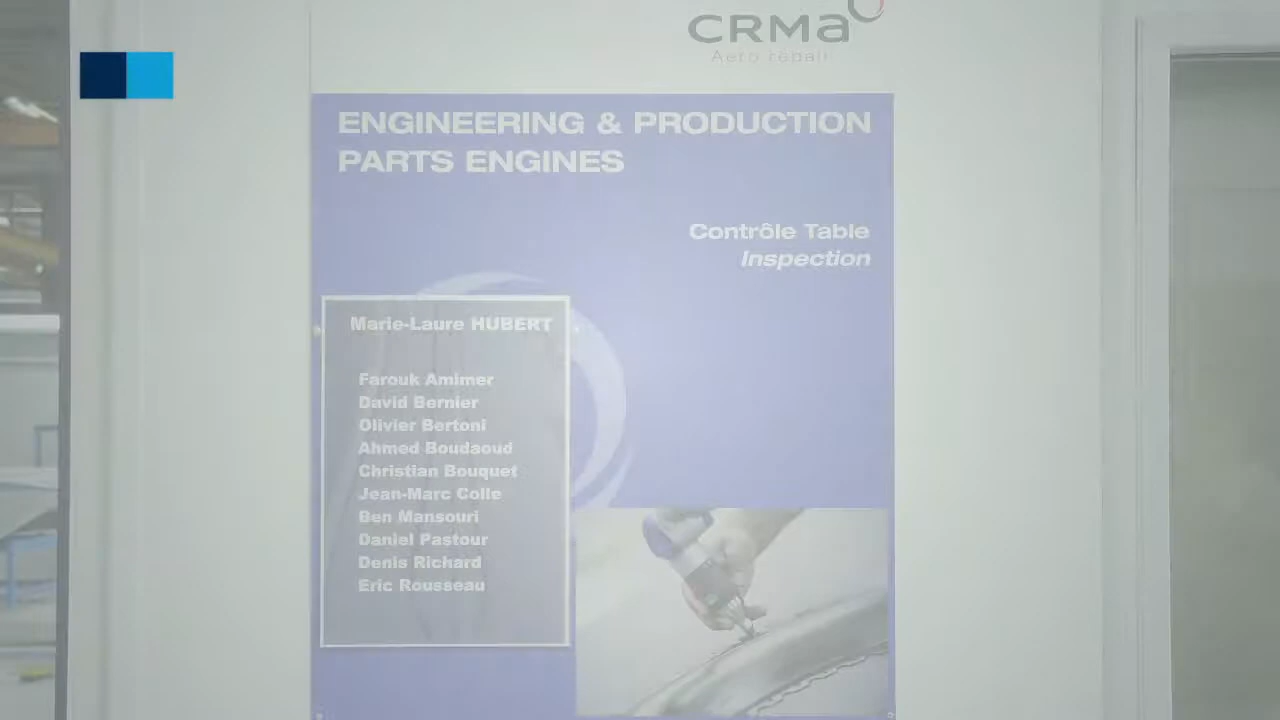 CRMa
Aero repair
ENGINEERING & PRODUCTION
PARTS ENGINES
Contrôle Table
Inspection
Marie-Laure HUBERT
Farouk Amimer
David Bernier
Olivier Bertoni
Ahmed Boudaoud
Christian Bouquet
Jean-Marc Colle
Ben Mansouri
Daniel Pastour
Denis Richard
Eric Rousseau